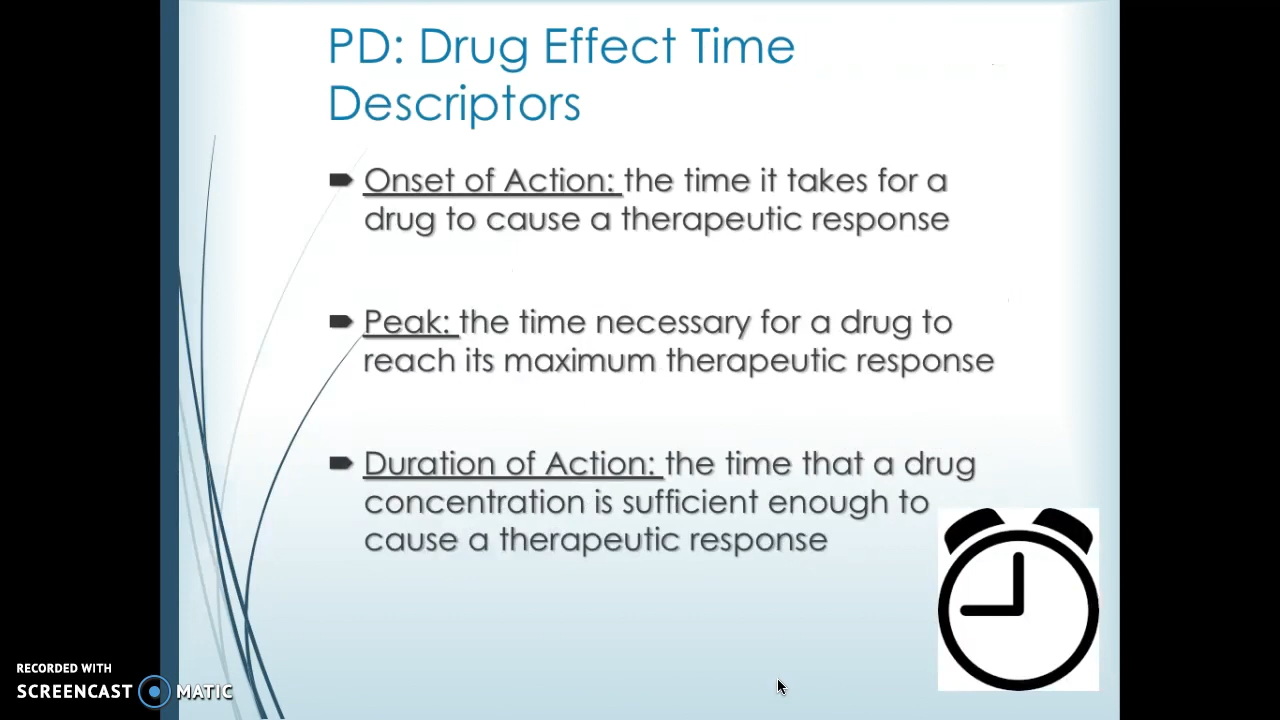 PD: Drug Effect Time
Descriptors
Onset of Action: the time it takes for a
drug to cause a therapeutic response
Peak: the time necessary for a drug to
reach its maximum therapeutic response
Duration of Action: the time that a drug
concentration is sufficient enough to
cause a therapeutic response
RECORDED WITH
SCREENCAST MATIC